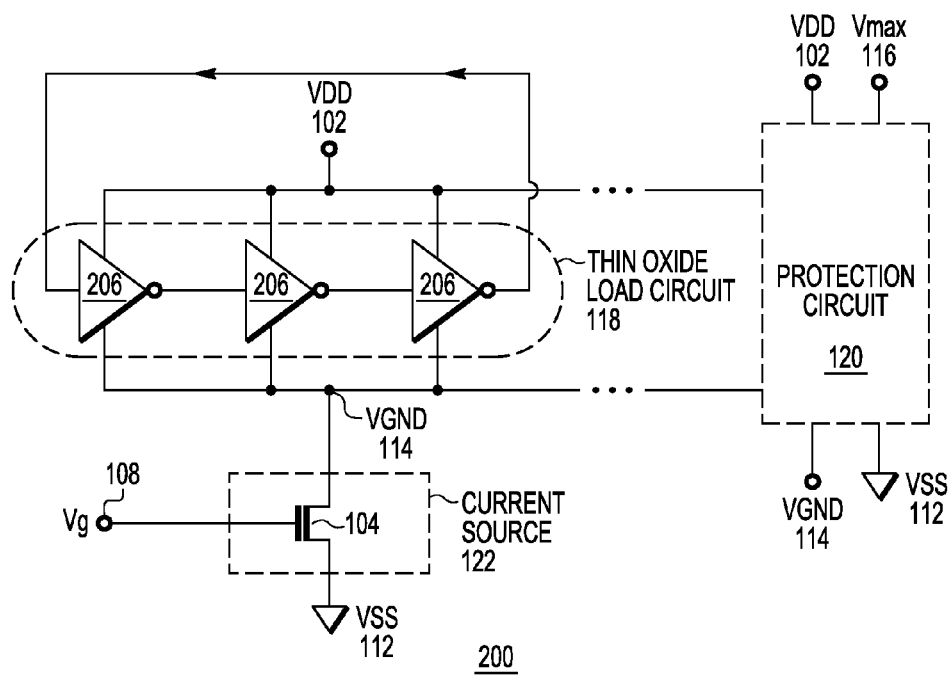 VDD
102
Vmax
116
VDD
102
206
206
206
THIN OXIDE
LOAD CIRCUIT
118
PROTECTION
CIRCUIT
120
VGND
114
108
Vg
104
CURRENT
SOURCE
122
VGND
114
VSS
112
VSS
112
200